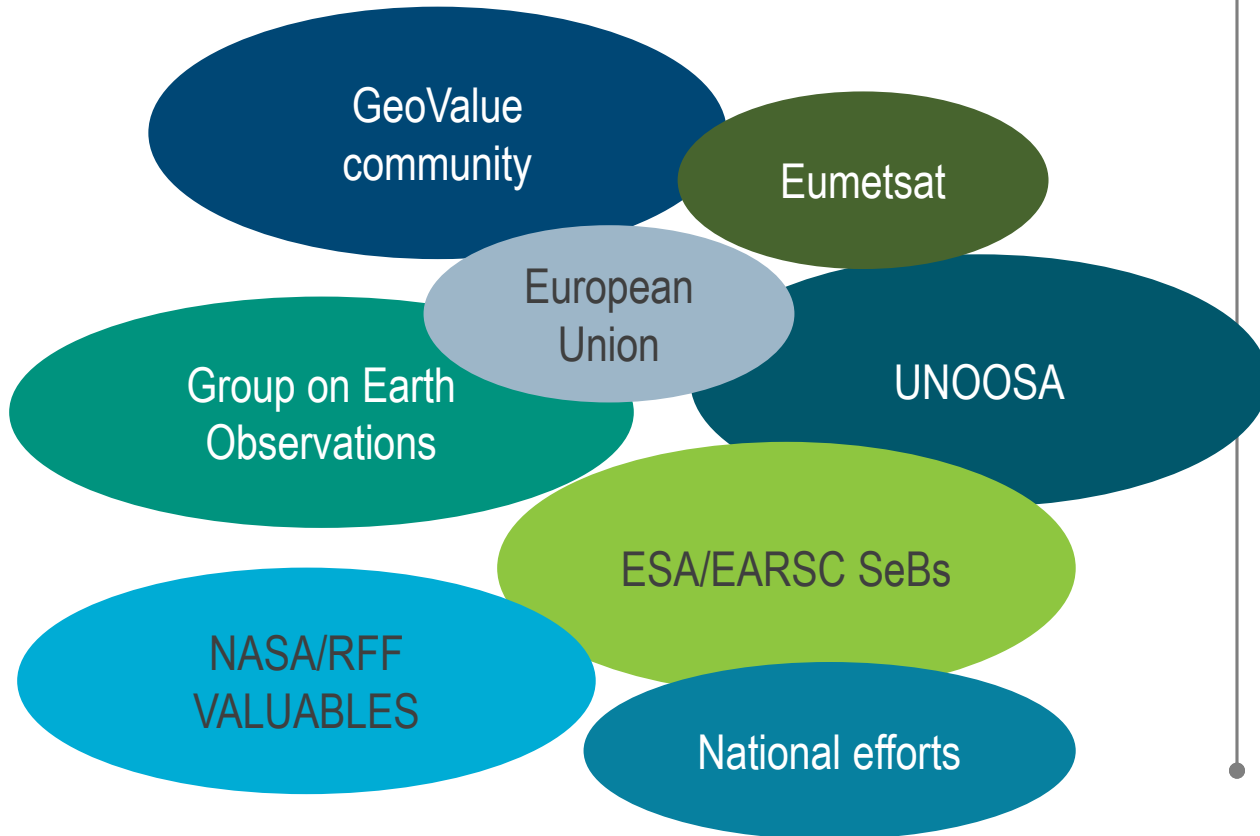 GeoValue
community
Eumetsat
European
Union
Group on Earth
Observations
UNOOSA
ESA/EARSC SeBs
NASA/RFF
VALUABLES
National efforts